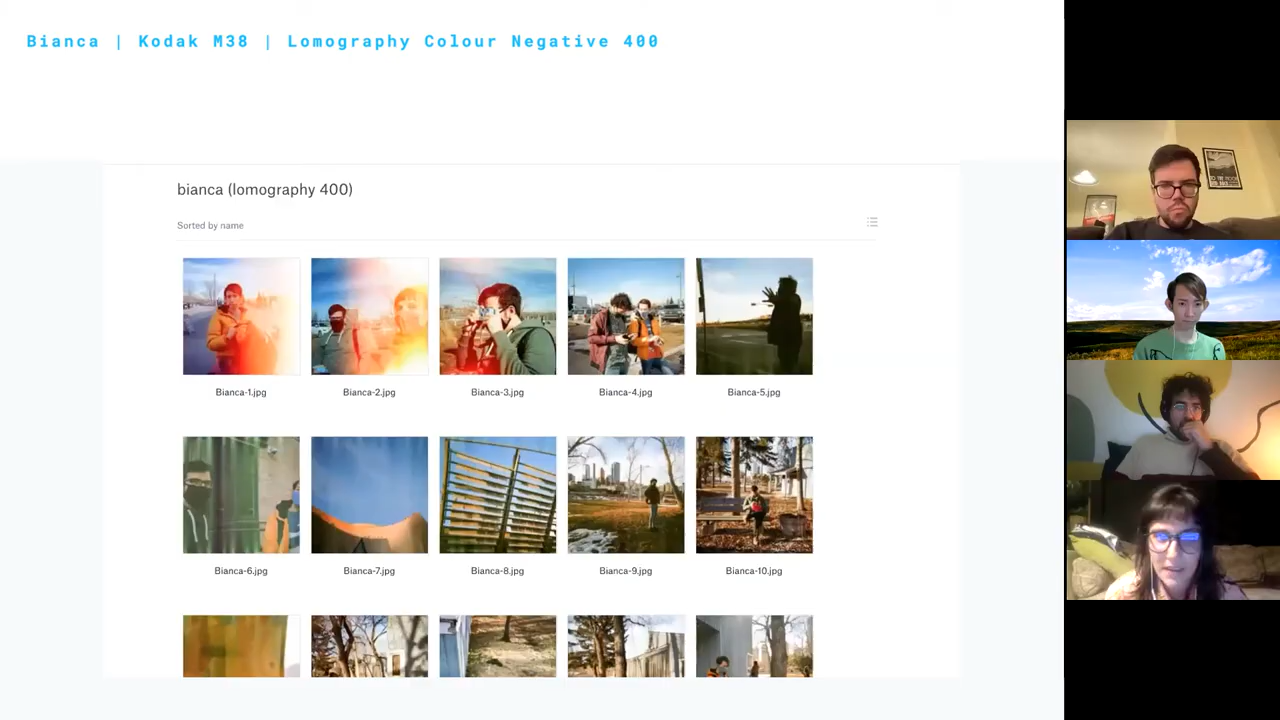 Bianca | Kodak M38 | Lomography Colour Negative 400
bianca (lomography 400)
Sorted by name
Bianca-1.jpg
Bianca-2.jpg
Bianca-3.jpg
Bianca-4.jpg
Bianca-5.jpg
Bianca-6.jpg
Bianca-7.jpg
Bianca-8.jpg
Bianca-9.jpg
Bianca-10.jpg